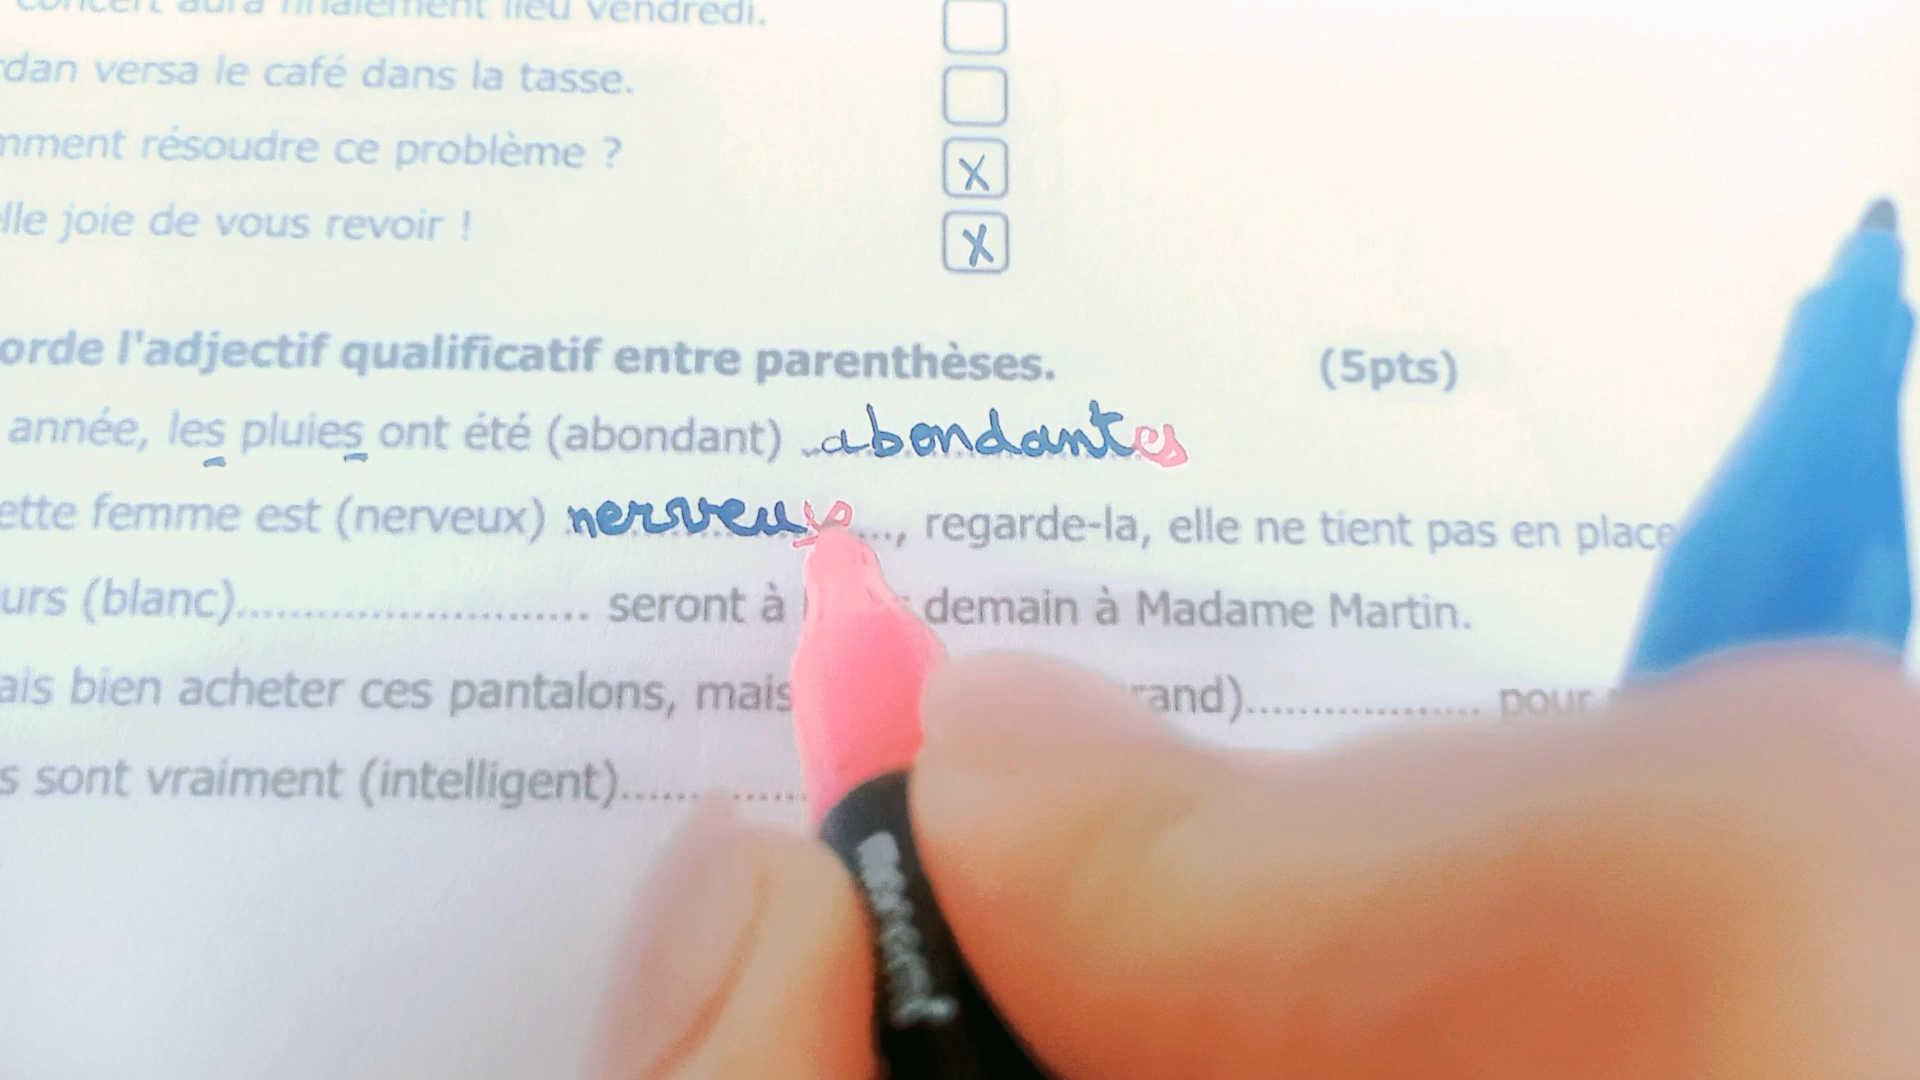 concert aura finalement lieu vendredi.
rdan versa le café dans la tasse.
mment résoudre ce problème ?
x
elle joie de vous revoir !
x
orde l'adjectif qualificatif entre parenthèses. (5pts)
année, les pluies ont été (abondant) abondantes
ette femme est (nerveux) nerveuse..., regarde-la, elle ne tient pas en place
urs (blanc)........................... seront à demain à Madame Martin.
ais bien acheter ces pantalons, mais rand).................. pour
s sont vraiment (intelligent)............